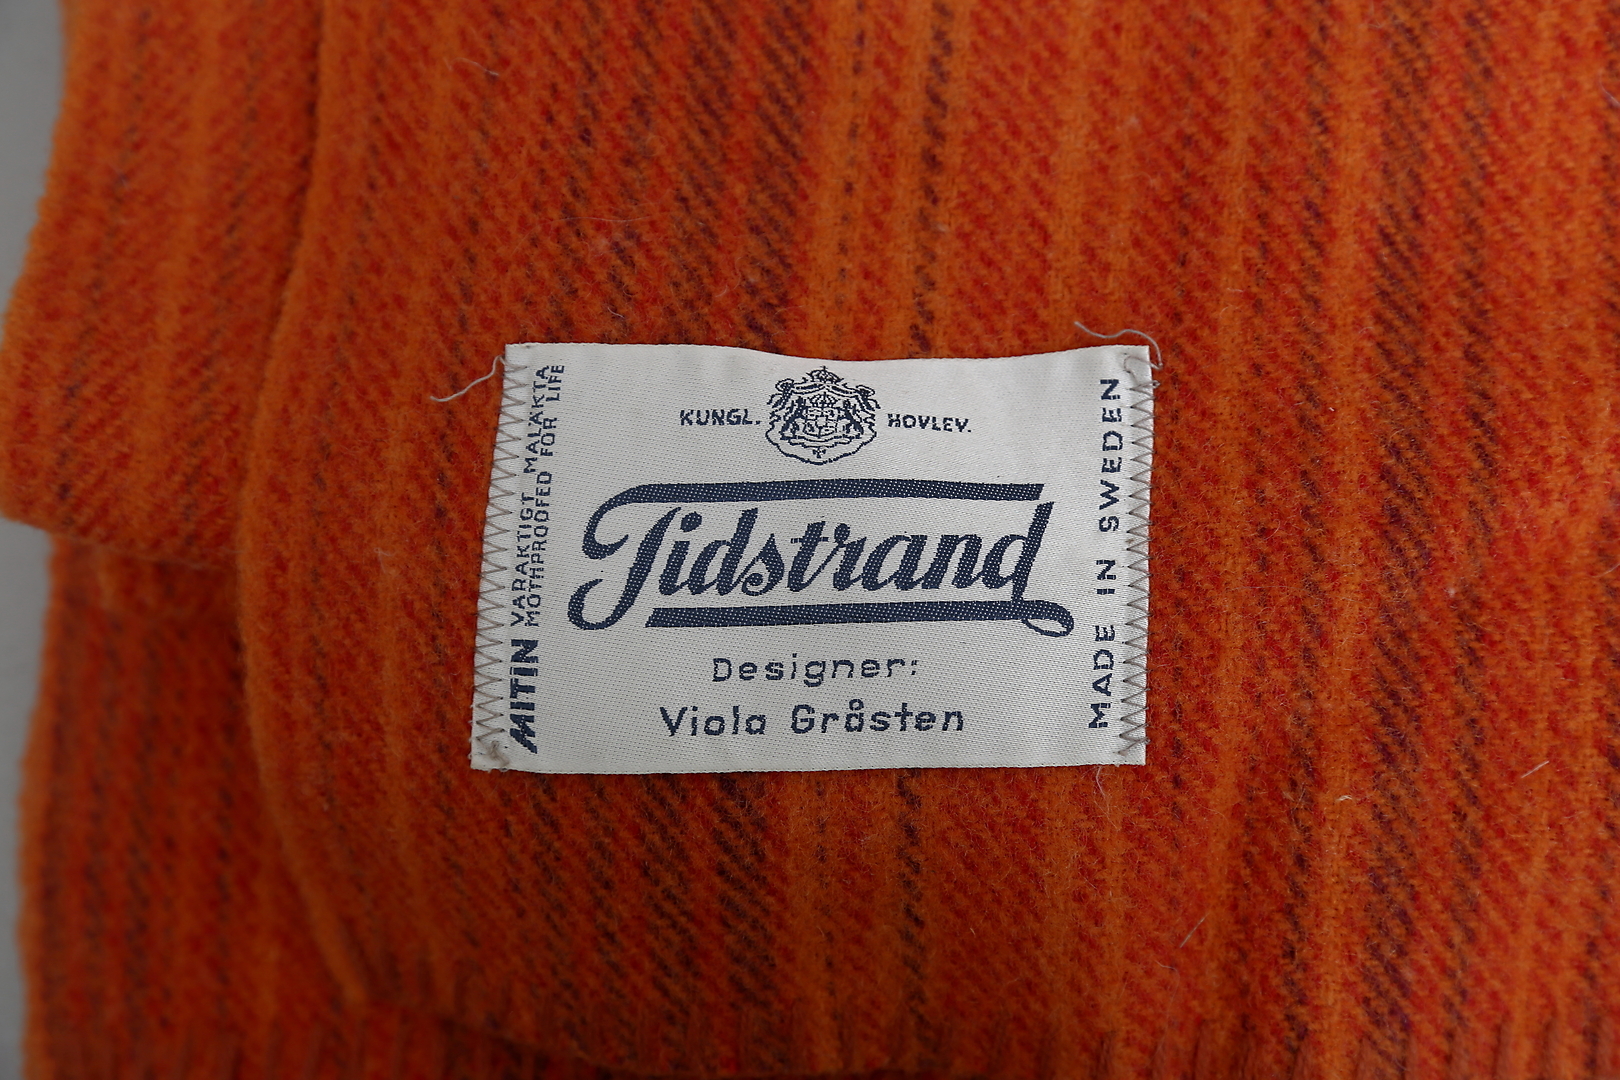 KUNGL. HOVLEV.
Tidstrand
Designer:
Viola Gråsten
MITIN VARAKTIGT MALÄKTA
MOTHPROOFED FOR LIFE
MADE IN SWEDEN